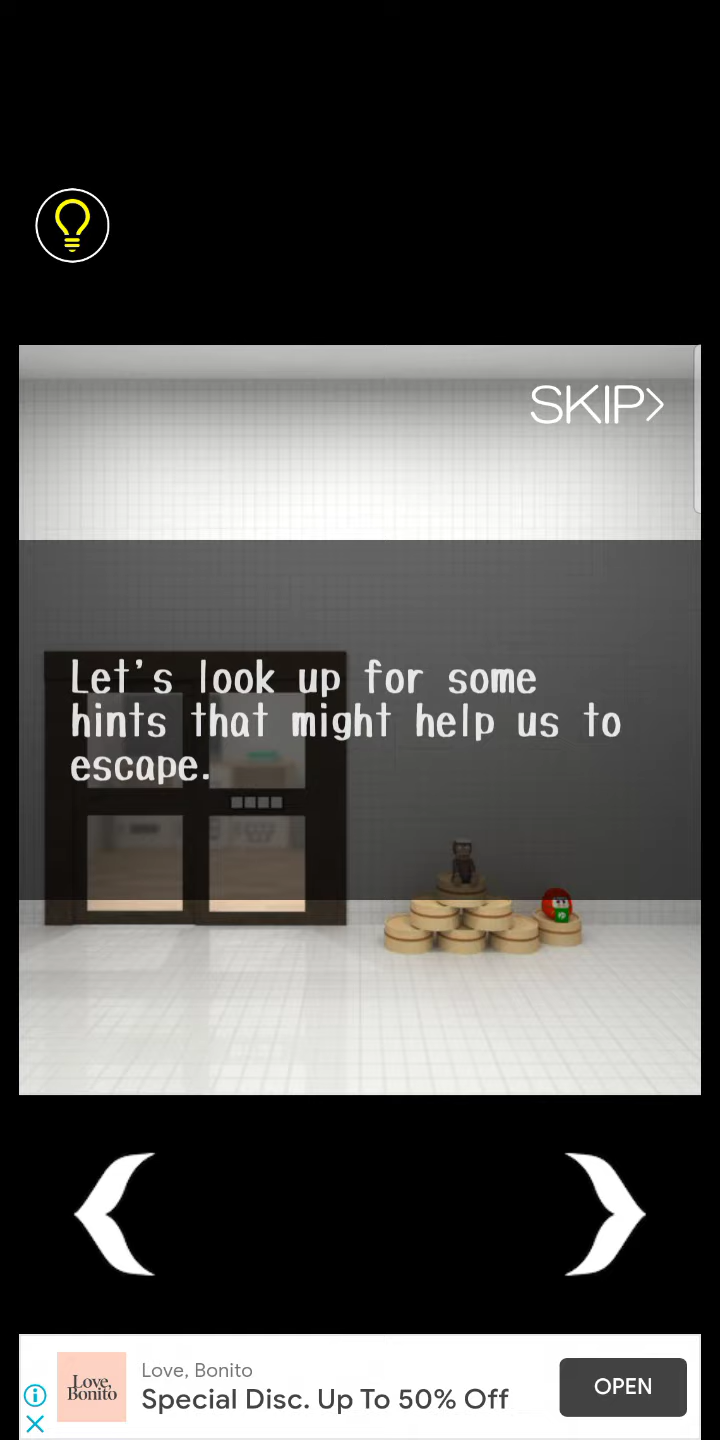 SKIP>
Let's look up for some
hints that might help us to
escape.
Love,
Bonito
Love, Bonito
Special Disc. Up To 50% Off
OPEN